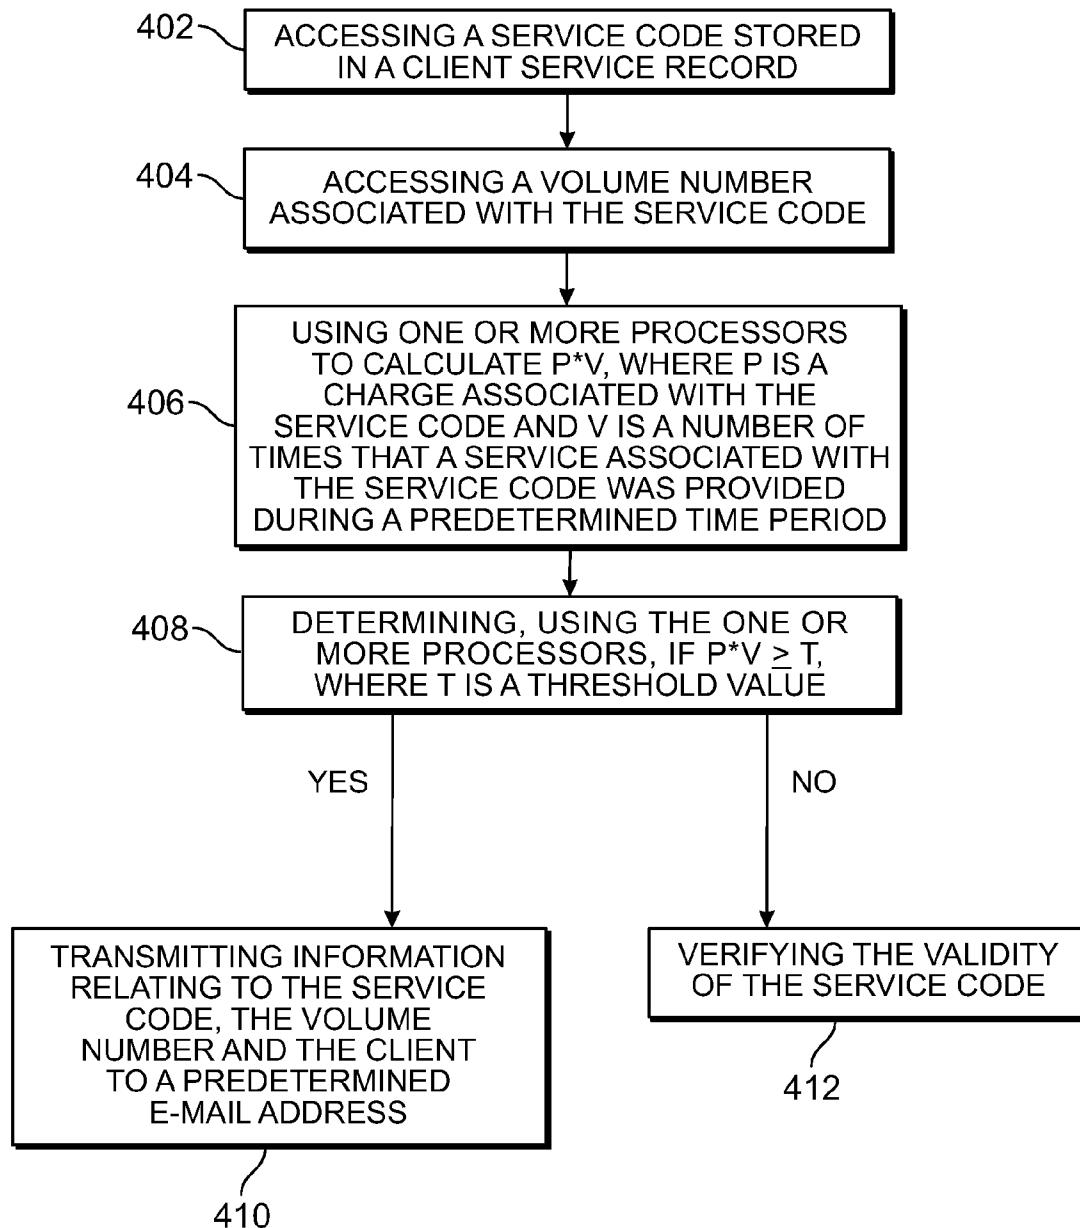 402
ACCESSING A SERVICE CODE STORED
IN A CLIENT SERVICE RECORD
404
ACCESSING A VOLUME NUMBER
ASSOCIATED WITH THE SERVICE CODE
406
USING ONE OR MORE PROCESSORS
TO CALCULATE P*V, WHERE P IS A
CHARGE ASSOCIATED WITH THE
SERVICE CODE AND V IS A NUMBER OF
TIMES THAT A SERVICE ASSOCIATED WITH
THE SERVICE CODE WAS PROVIDED
DURING A PREDETERMINED TIME PERIOD
408
DETERMINING, USING THE ONE OR
MORE PROCESSORS, IF P*V ≥ T,
WHERE T IS A THRESHOLD VALUE
YES
NO
TRANSMITTING INFORMATION
RELATING TO THE SERVICE
CODE, THE VOLUME
NUMBER AND THE CLIENT
TO A PREDETERMINED
E-MAIL ADDRESS
410
VERIFYING THE VALIDITY
OF THE SERVICE CODE
412